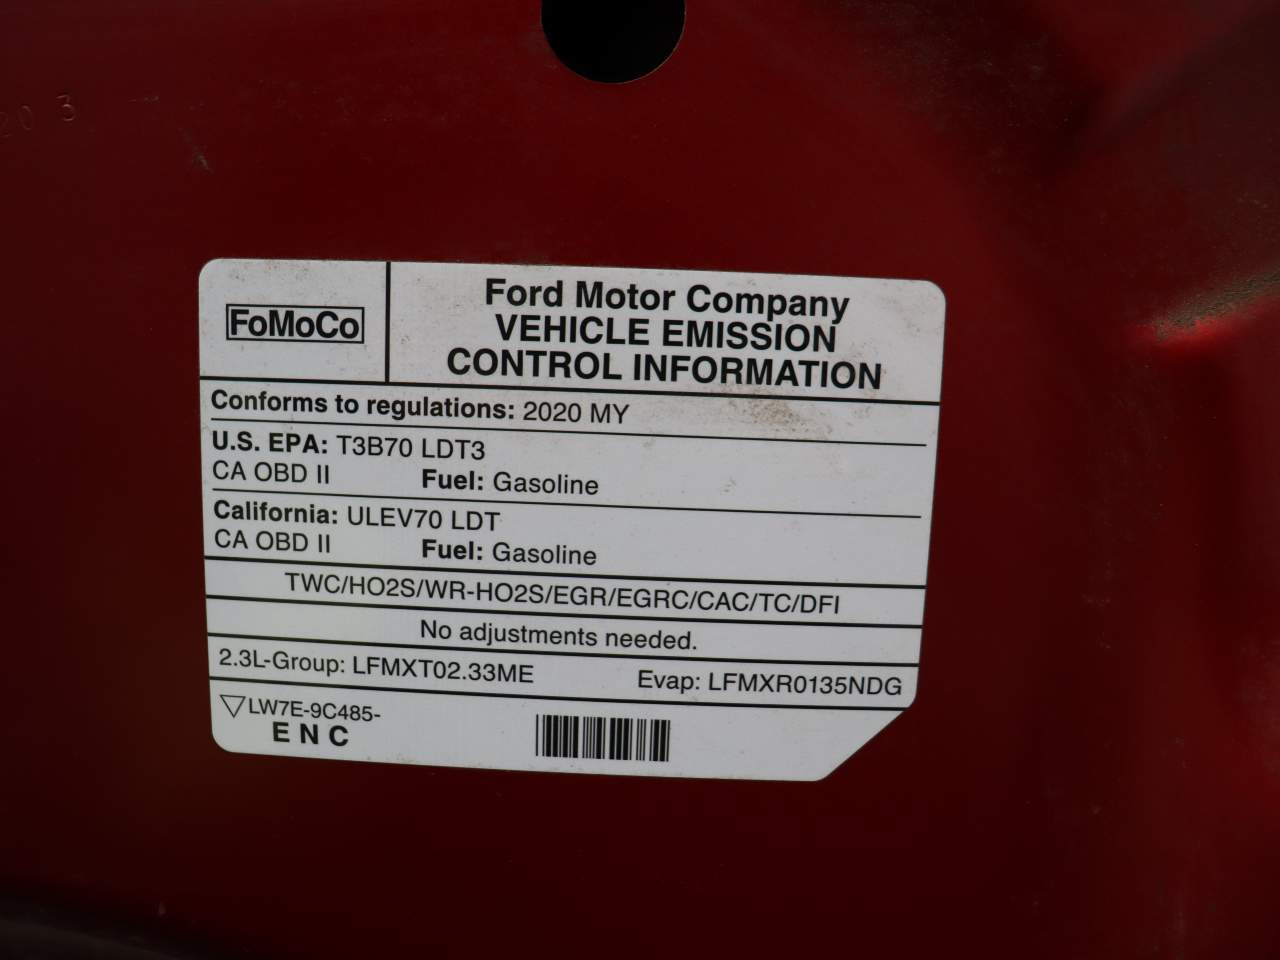 20 3
FoMoCo
Ford Motor Company
VEHICLE EMISSION
CONTROL INFORMATION
Conforms to regulations: 2020 MY
U.S. EPA: T3B70 LDT3
CA OBD II Fuel: Gasoline
California: ULEV70 LDT
CA OBD II Fuel: Gasoline
TWC/HO2S/WR-HO2S/EGR/EGRC/CAC/TC/DFI
No adjustments needed.
2.3L-Group: LFMXT02.33ME Evap: LFMXR0135NDG
LW7E-9C485-
E N C